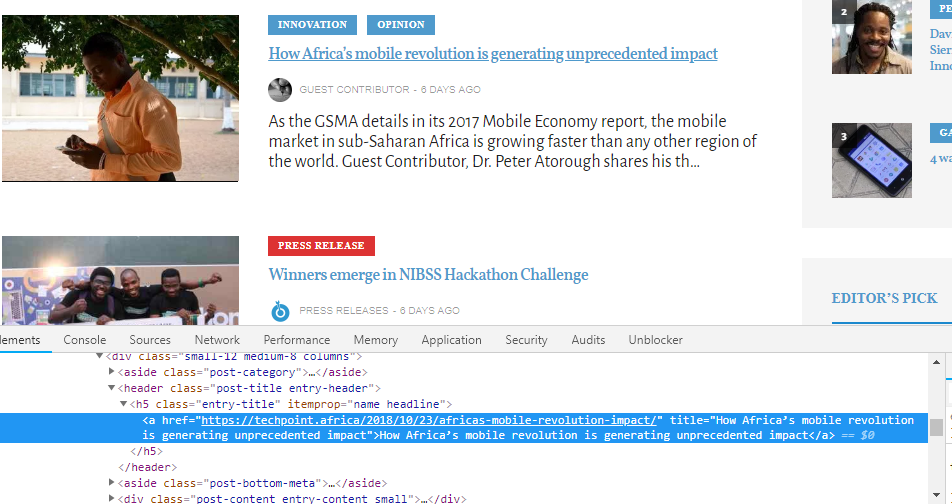 INNOVATION OPINION
How Africa's mobile revolution is generating unprecedented impact
GUEST CONTRIBUTOR - 6 DAYS AGO
As the GSMA details in its 2017 Mobile Economy report, the mobile
market in sub-Saharan Africa is growing faster than any other region of
the world. Guest Contributor, Dr. Peter Atorough shares his th...
PRESS RELEASE
Winners emerge in NIBSS Hackathon Challenge
PRESS RELEASES - 6 DAYS AGO
2
PE
Dav
Sier
Inno
3
GA
4 wa
EDITOR'S PICK
lements Console Sources Network Performance Memory Application Security Audits Unblocker
▼<div class="small-12 medium-8 columns">
▶<aside class="post-category">…</aside>
▼<header class="post-title entry-header">
▼<h5 class="entry-title" itemprop="name headline">
<a href="https://techpoint.africa/2018/10/23/africas-mobile-revolution-impact/" title="How Africa's mobile revolution
is generating unprecedented impact">How Africa's mobile revolution is generating unprecedented impact</a> == $0
</h5>
</header>
▶<aside class="post-bottom-meta">…</aside>
▶<div class="post-content entry-content small">…</div>